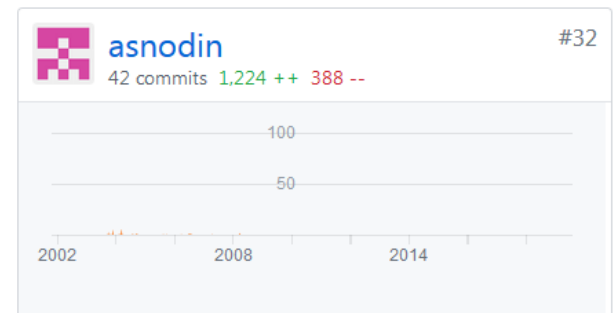 asnodin #32
42 commits 1,224 ++ 388 --
100
50
2002 2008 2014